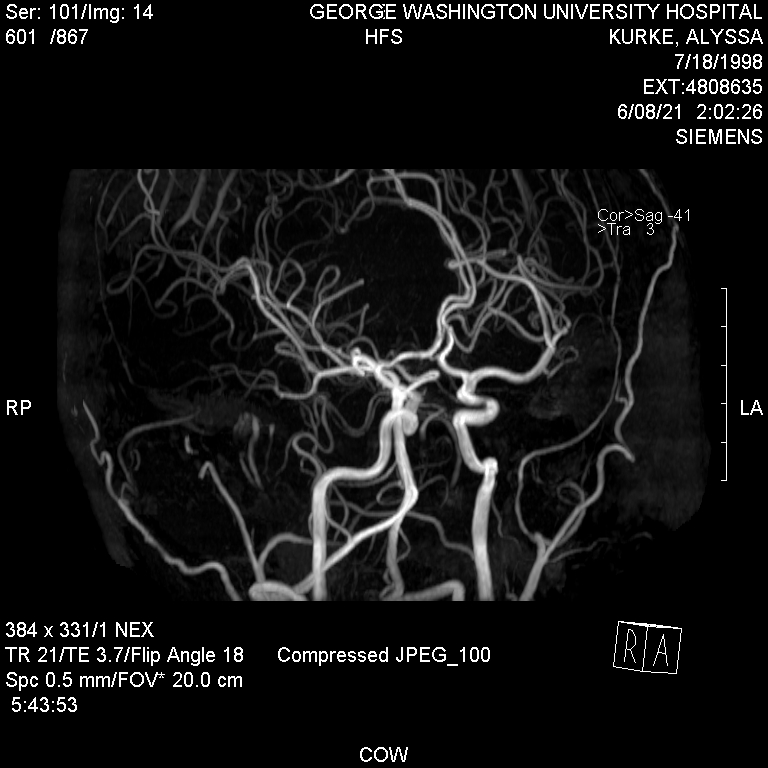 Ser: 101/Img: 14
601 /867
HFS
GEORGE WASHINGTON UNIVERSITY HOSPITAL
KURKE, ALYSSA
7/18/1998
EXT:4808635
6/08/21 2:02:26
SIEMENS
Cor>Sag -41
>Tra 3
RP
LA
384 x 331/1 NEX
TR 21/TE 3.7/Flip Angle 18
Compressed JPEG_100
Spc 0.5 mm/FOV* 20.0 cm
5:43:53
R A
COW